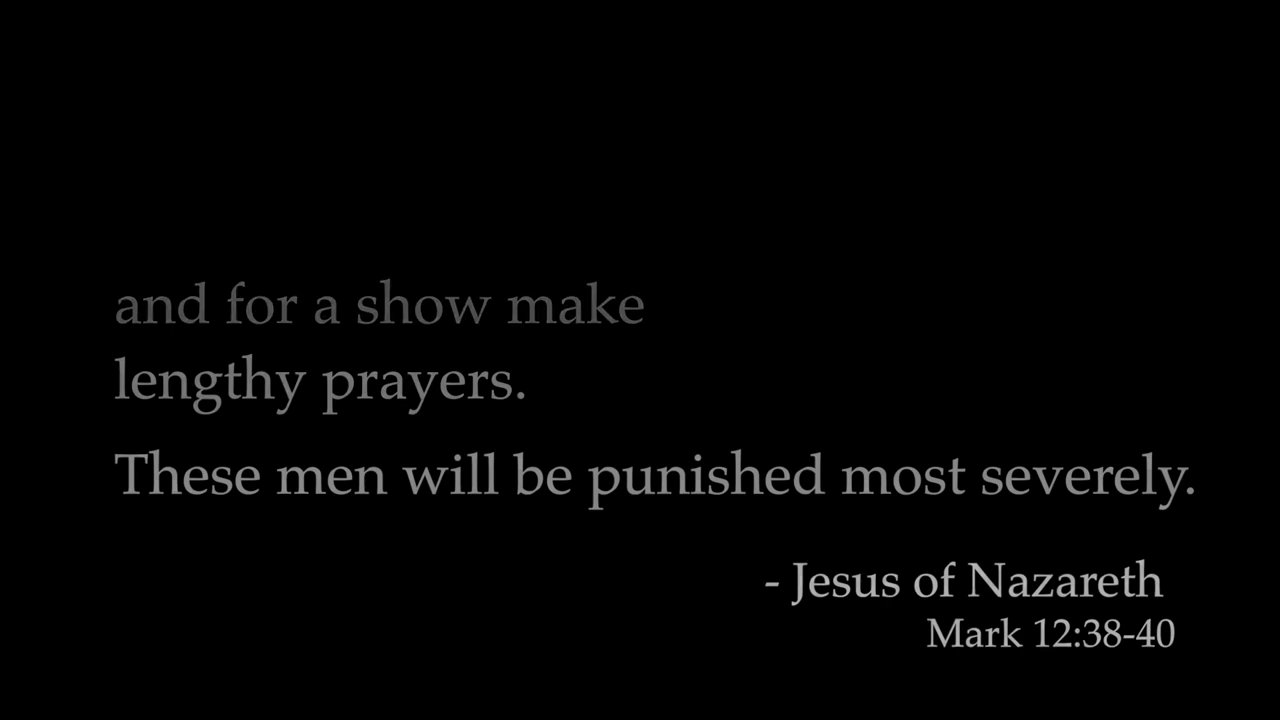 and for a show make
lengthy prayers.
These men will be punished most severely.
- Jesus of Nazareth
Mark 12:38-40